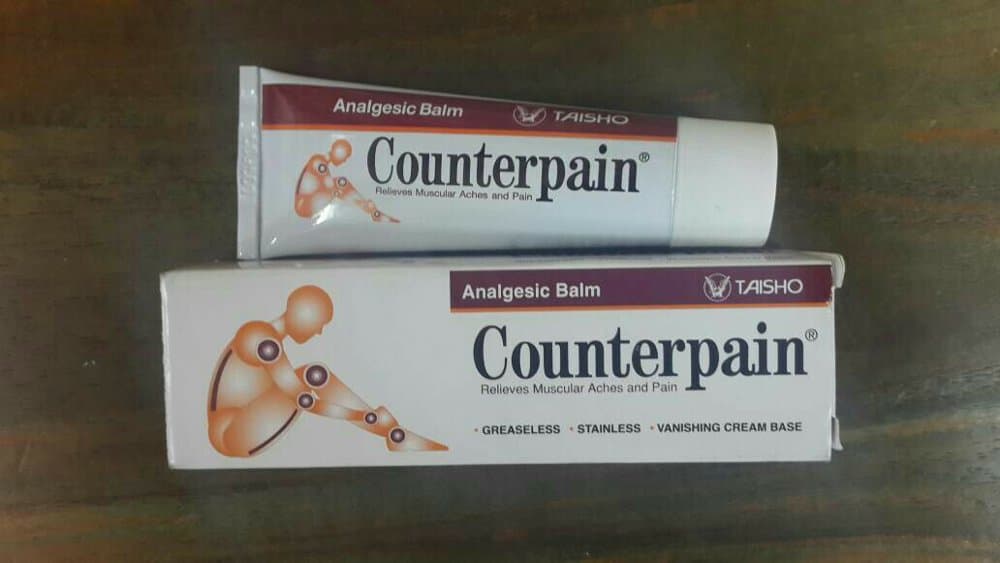 Analgesic Balm
TAISHO
Counterpain®
Relieves Muscular Aches and Pain
Analgesic Balm
TAISHO
Counterpain®
Relieves Muscular Aches and Pain
• GREASELESS • STAINLESS • VANISHING CREAM BASE